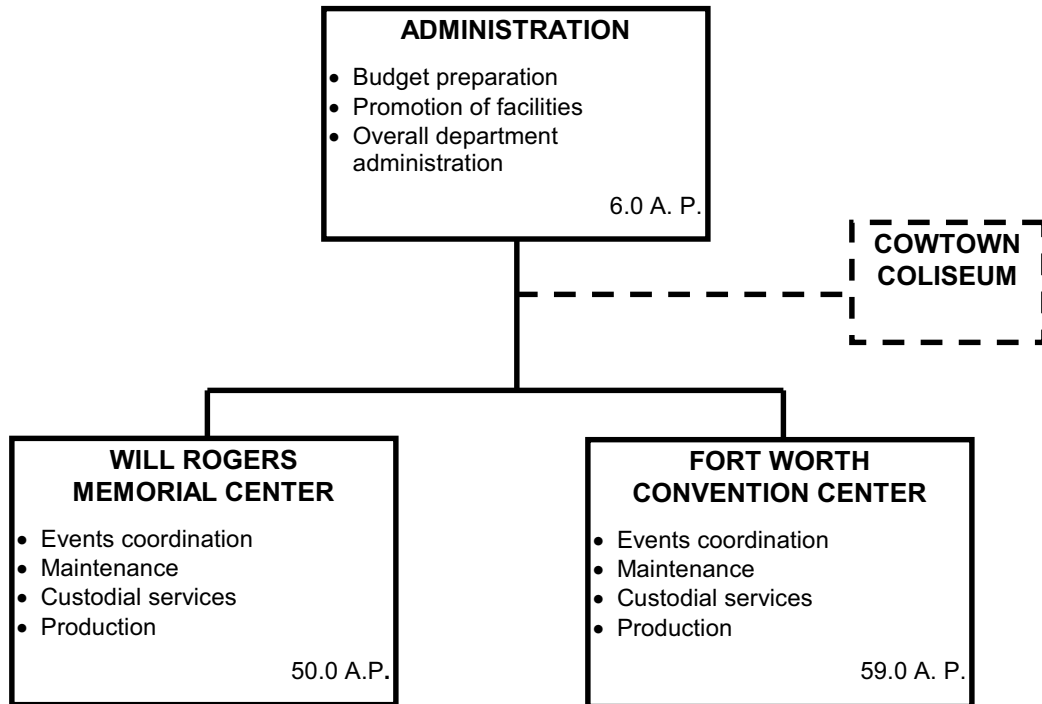 ADMINISTRATION
• Budget preparation
• Promotion of facilities
• Overall department
administration
6.0 A. P.
COWTOWN
COLISEUM
WILL ROGERS
MEMORIAL CENTER
• Events coordination
• Maintenance
• Custodial services
• Production
50.0 A.P.
FORT WORTH
CONVENTION CENTER
• Events coordination
• Maintenance
• Custodial services
• Production
59.0 A. P.